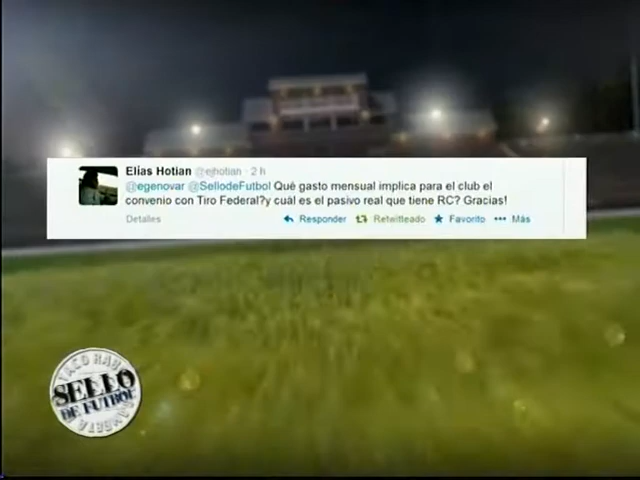 Elías Hotian @ejhotian · 2 h
@egenovar @SellodeFutbol Qué gasto mensual implica para el club el
convenio con Tiro Federal?y cuál es el pasivo real que tiene RC? Gracias!
Detalles Responder Retwitteado Favorito Más
SELLO
DE FUTBOL